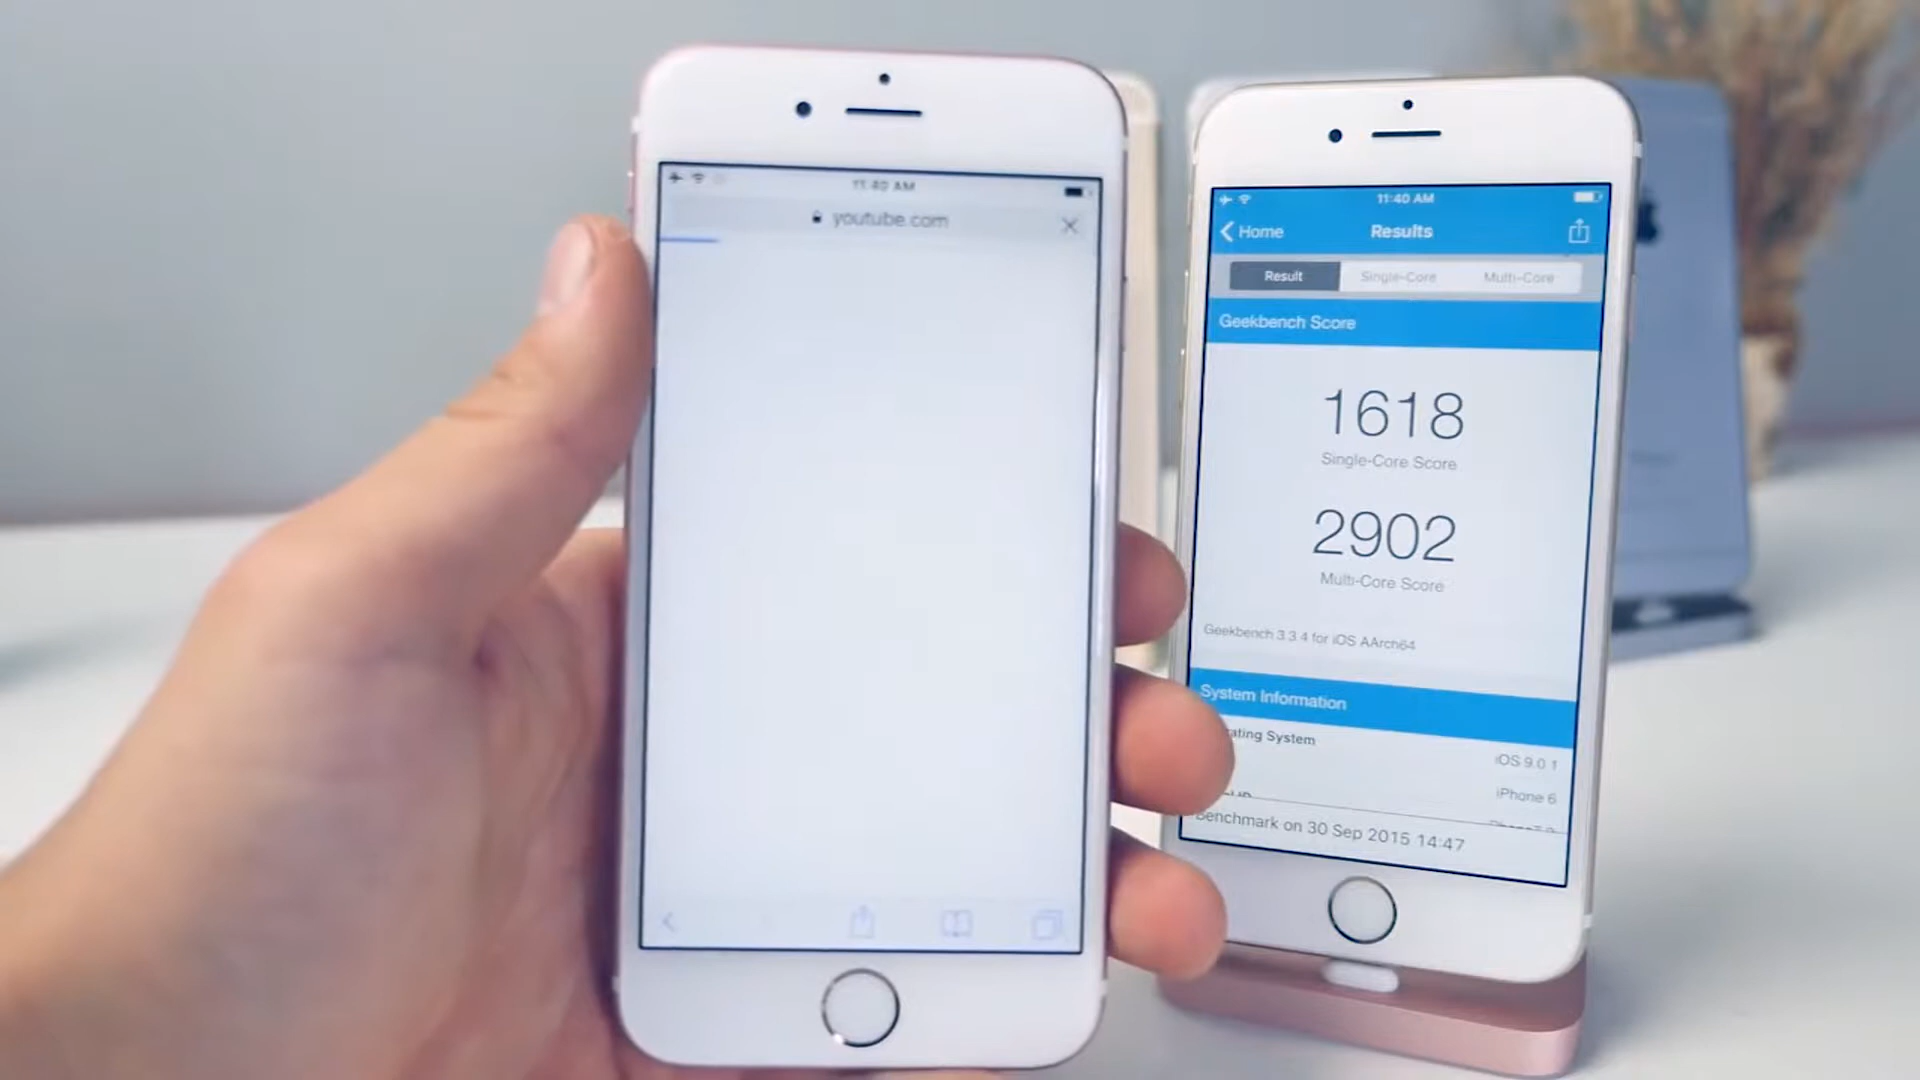 11:40 AM
youtube.com
11:40 AM
Home
Results
Result
Single-Core
Multi-Core
Geekbench Score
1618
Single-Core Score
2902
Multi-Core Score
Geekbench 3.3.4 for iOS AArch64
System Information
ating System
iOS 9.0.1
iPhone 6
Benchmark on 30 Sep 2015 14:47